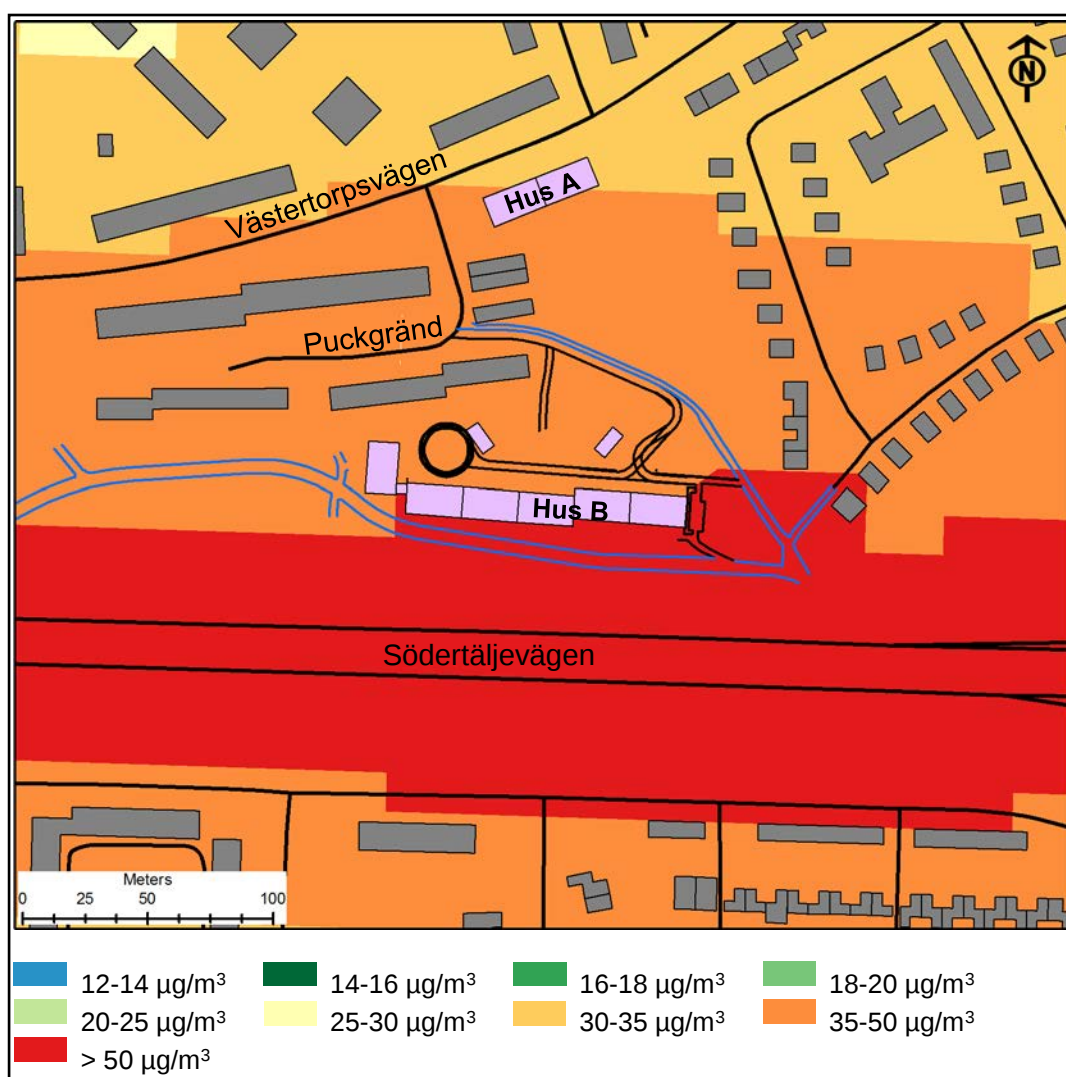 N
Västertorpsvägen
Hus A
Puckgränd
Hus B
Södertäljevägen
Meters
0 25 50 100
12-14 µg/m³ 14-16 µg/m³ 16-18 µg/m³ 18-20 µg/m³
20-25 µg/m³ 25-30 µg/m³ 30-35 µg/m³ 35-50 µg/m³
> 50 µg/m³